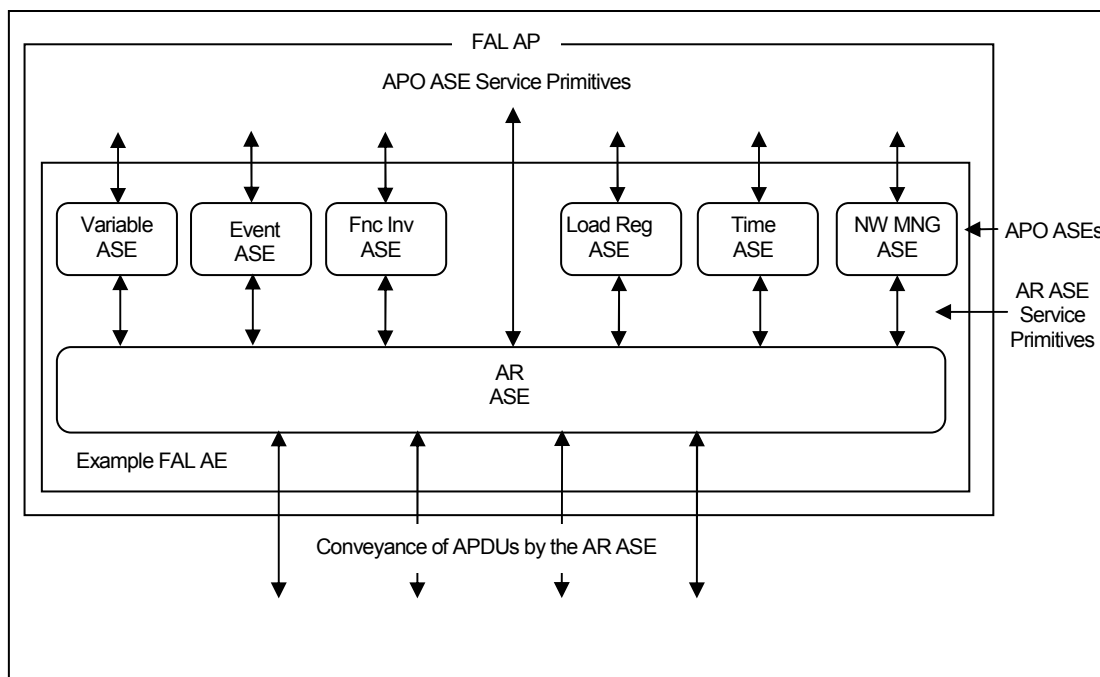 FAL AP
APO ASE Service Primitives
Variable
ASE
Event
ASE
Fnc Inv
ASE
Load Reg
ASE
Time
ASE
NW MNG
ASE
APO ASEs
AR ASE
Service
Primitives
AR
ASE
Example FAL AE
Conveyance of APDUs by the AR ASE